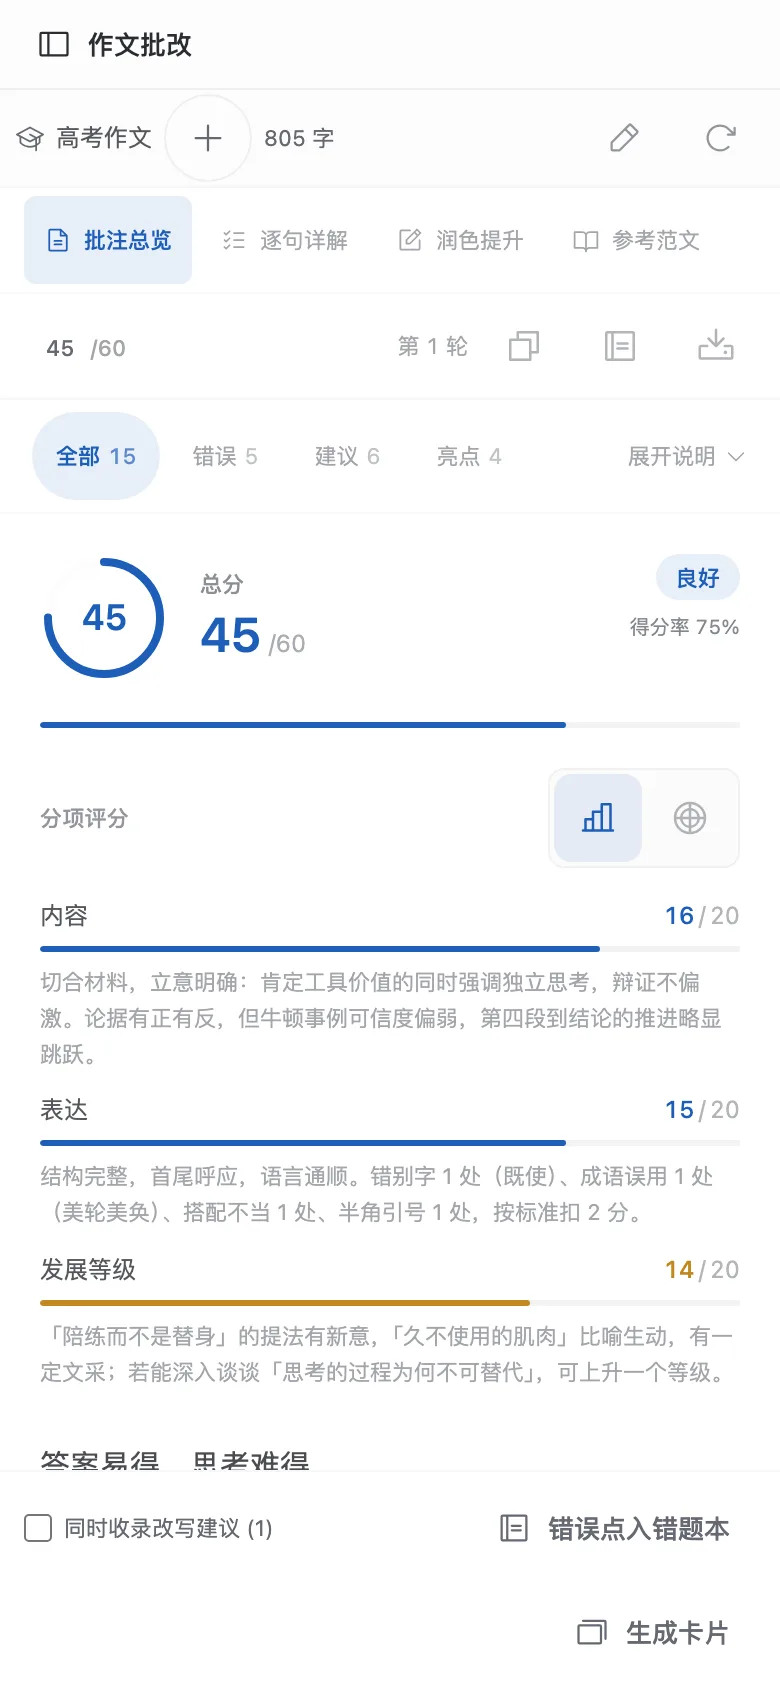 作文批改
高考作文
805 字
批注总览
逐句详解
润色提升
参考范文
45 /60
第 1 轮
全部 15
错误 5
建议 6
亮点 4
展开说明
45
总分
45 /60
良好
得分率 75%
分项评分
内容
16/20
切合材料，立意明确：肯定工具价值的同时强调独立思考，辩证不偏
激。论据有正有反，但牛顿事例可信度偏弱，第四段到结论的推进略显
跳跃。
表达
15/20
结构完整，首尾呼应，语言通顺。错别字 1 处（既使）、成语误用 1 处
（美轮美奂）、搭配不当 1 处、半角引号 1 处，按标准扣 2 分。
发展等级
14/20
「陪练而不是替身」的提法有新意，「久不使用的肌肉」比喻生动，有一
定文采；若能深入谈谈「思考的过程为何不可替代」，可上升一个等级。
答案易得　思考难得
同时收录改写建议 (1)
错误点入错题本
生成卡片